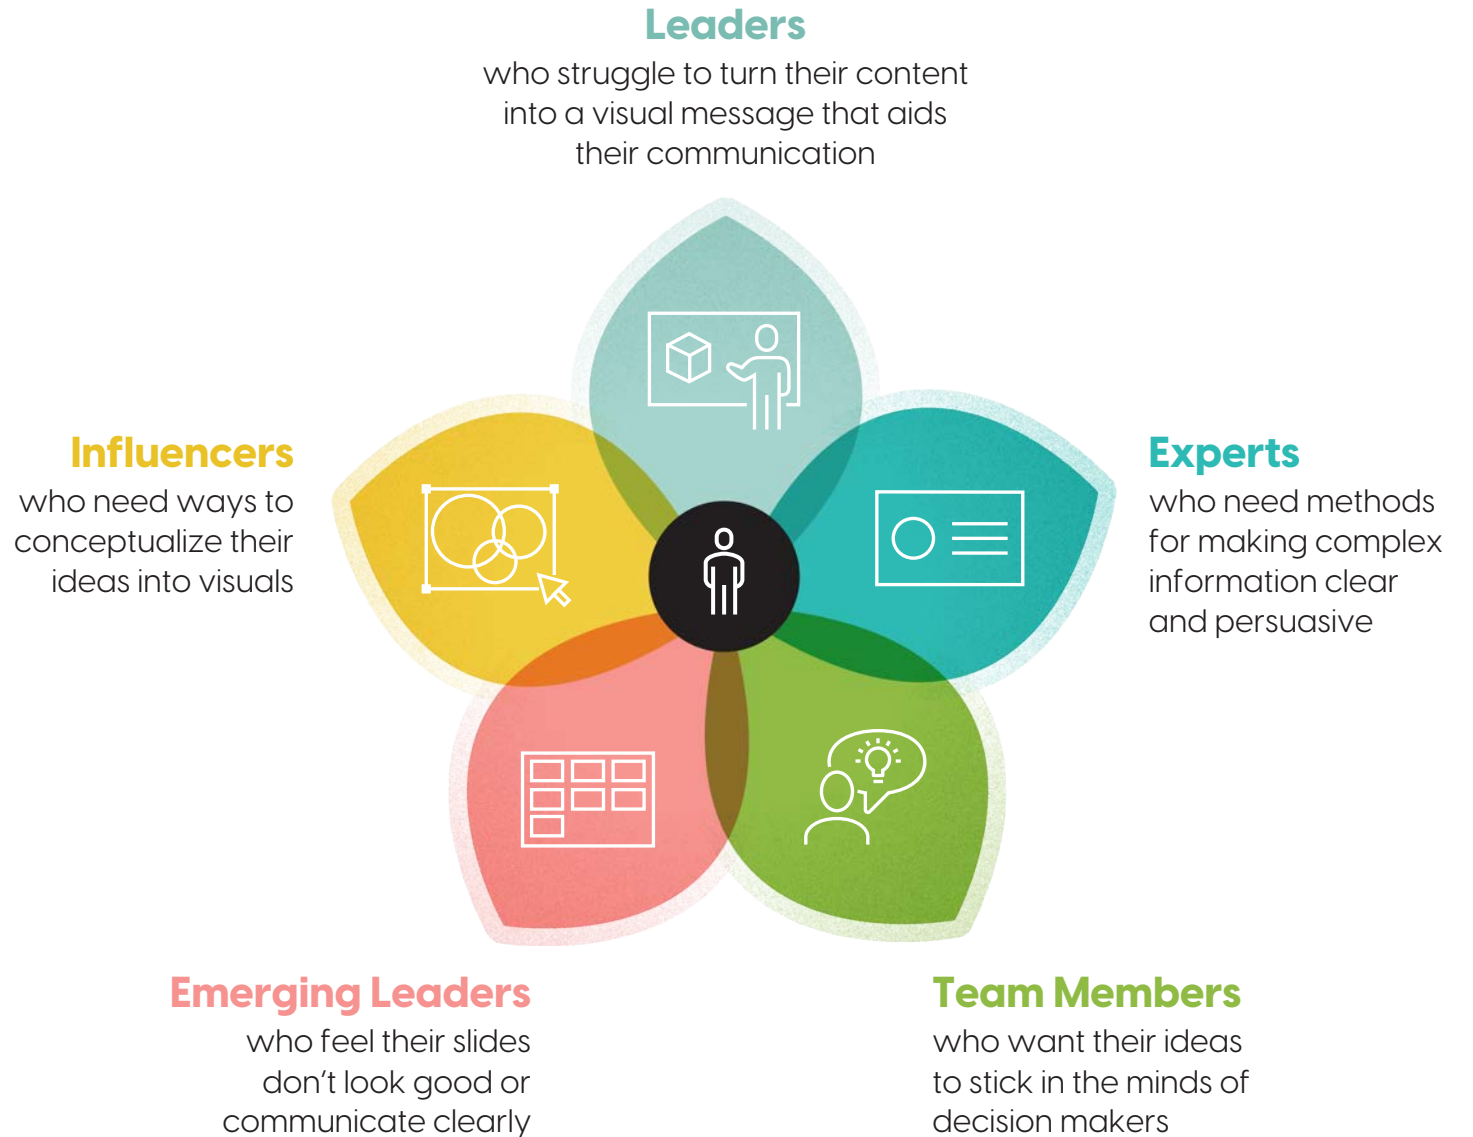 Leaders
who struggle to turn their content
into a visual message that aids
their communication
Influencers
who need ways to
conceptualize their
ideas into visuals
Experts
who need methods
for making complex
information clear
and persuasive
Emerging Leaders
who feel their slides
don’t look good or
communicate clearly
Team Members
who want their ideas
to stick in the minds of
decision makers